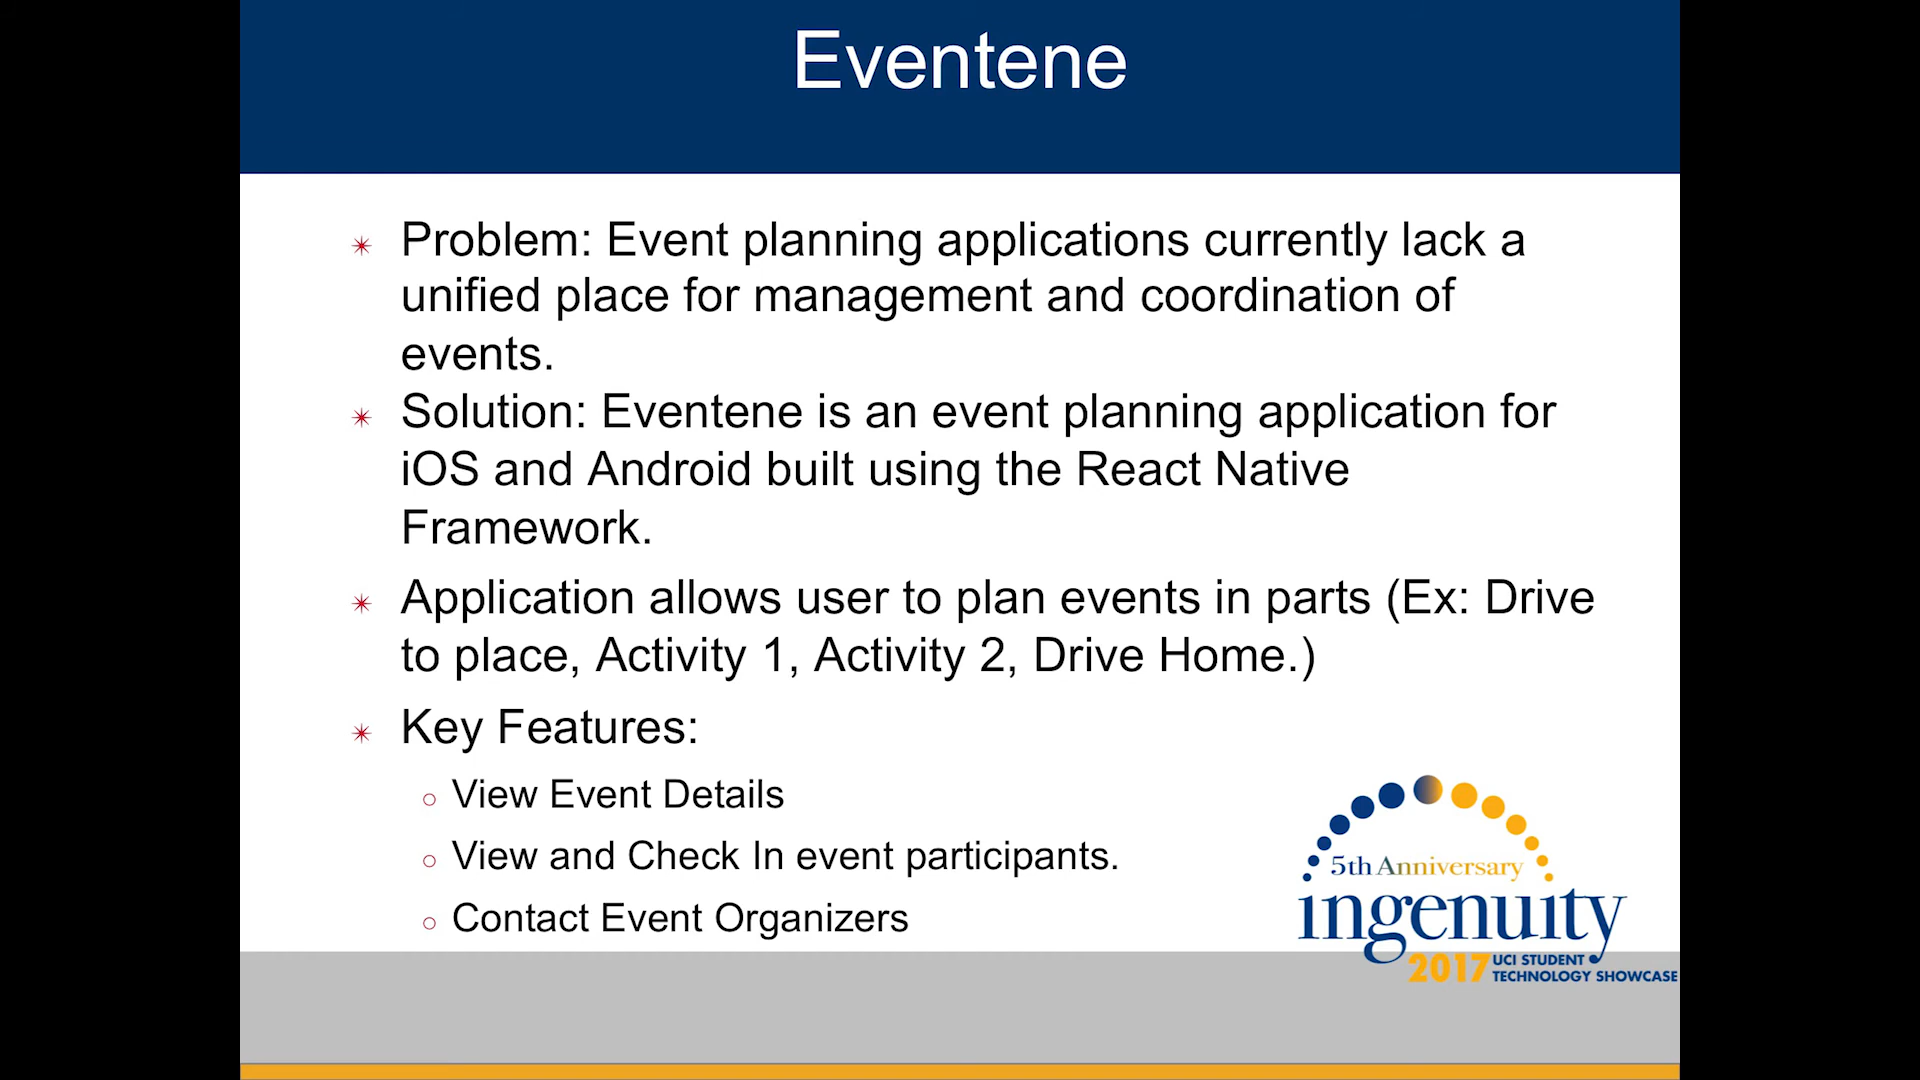 Eventene
Problem: Event planning applications currently lack a
unified place for management and coordination of
events.
Solution: Eventene is an event planning application for
iOS and Android built using the React Native
Framework.
Application allows user to plan events in parts (Ex: Drive
to place, Activity 1, Activity 2, Drive Home.)
Key Features:
View Event Details
View and Check In event participants.
Contact Event Organizers
5th Anniversary
ingenuity
2017 UCI STUDENT
TECHNOLOGY SHOWCASE